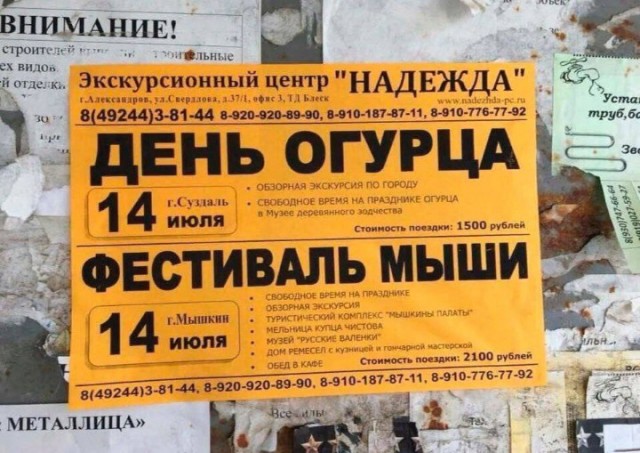 ВНИМАНИЕ!
строителей
Экскурсионный центр "НАДЕЖДА"
г.Александров, ул.Свердлова, д.37/1, офис 3, ТД Блеск
www.nadezhda-pc.ru
8(49244)3-81-44 8-920-920-89-90, 8-910-187-87-11, 8-910-776-77-92
ДЕНЬ ОГУРЦА
14 июля
г.Суздаль
• ОБЗОРНАЯ ЭКСКУРСИЯ ПО ГОРОДУ
• СВОБОДНОЕ ВРЕМЯ НА ПРАЗДНИКЕ ОГУРЦА
в Музее деревянного зодчества
Стоимость поездки: 1500 рублей
ФЕСТИВАЛЬ МЫШИ
14 июля
г.Мышкин
• СВОБОДНОЕ ВРЕМЯ НА ПРАЗДНИКЕ
• ОБЗОРНАЯ ЭКСКУРСИЯ
• ТУРИСТИЧЕСКИЙ КОМПЛЕКС "МЫШКИНЫ ПАЛАТЫ"
• МЕЛЬНИЦА КУПЦА ЧИСТОВА
• МУЗЕЙ "РУССКИЕ ВАЛЕНКИ"
• ДОМ РЕМЕСЕЛ с кузницей и гончарной мастерской
• ОБЕД В КАФЕ
Стоимость поездки: 2100 рублей
8(49244)3-81-44, 8-920-920-89-90, 8-910-187-87-11, 8-910-776-77-92
МЕТАЛЛИЦА»
Уста
труб,ба
Зво